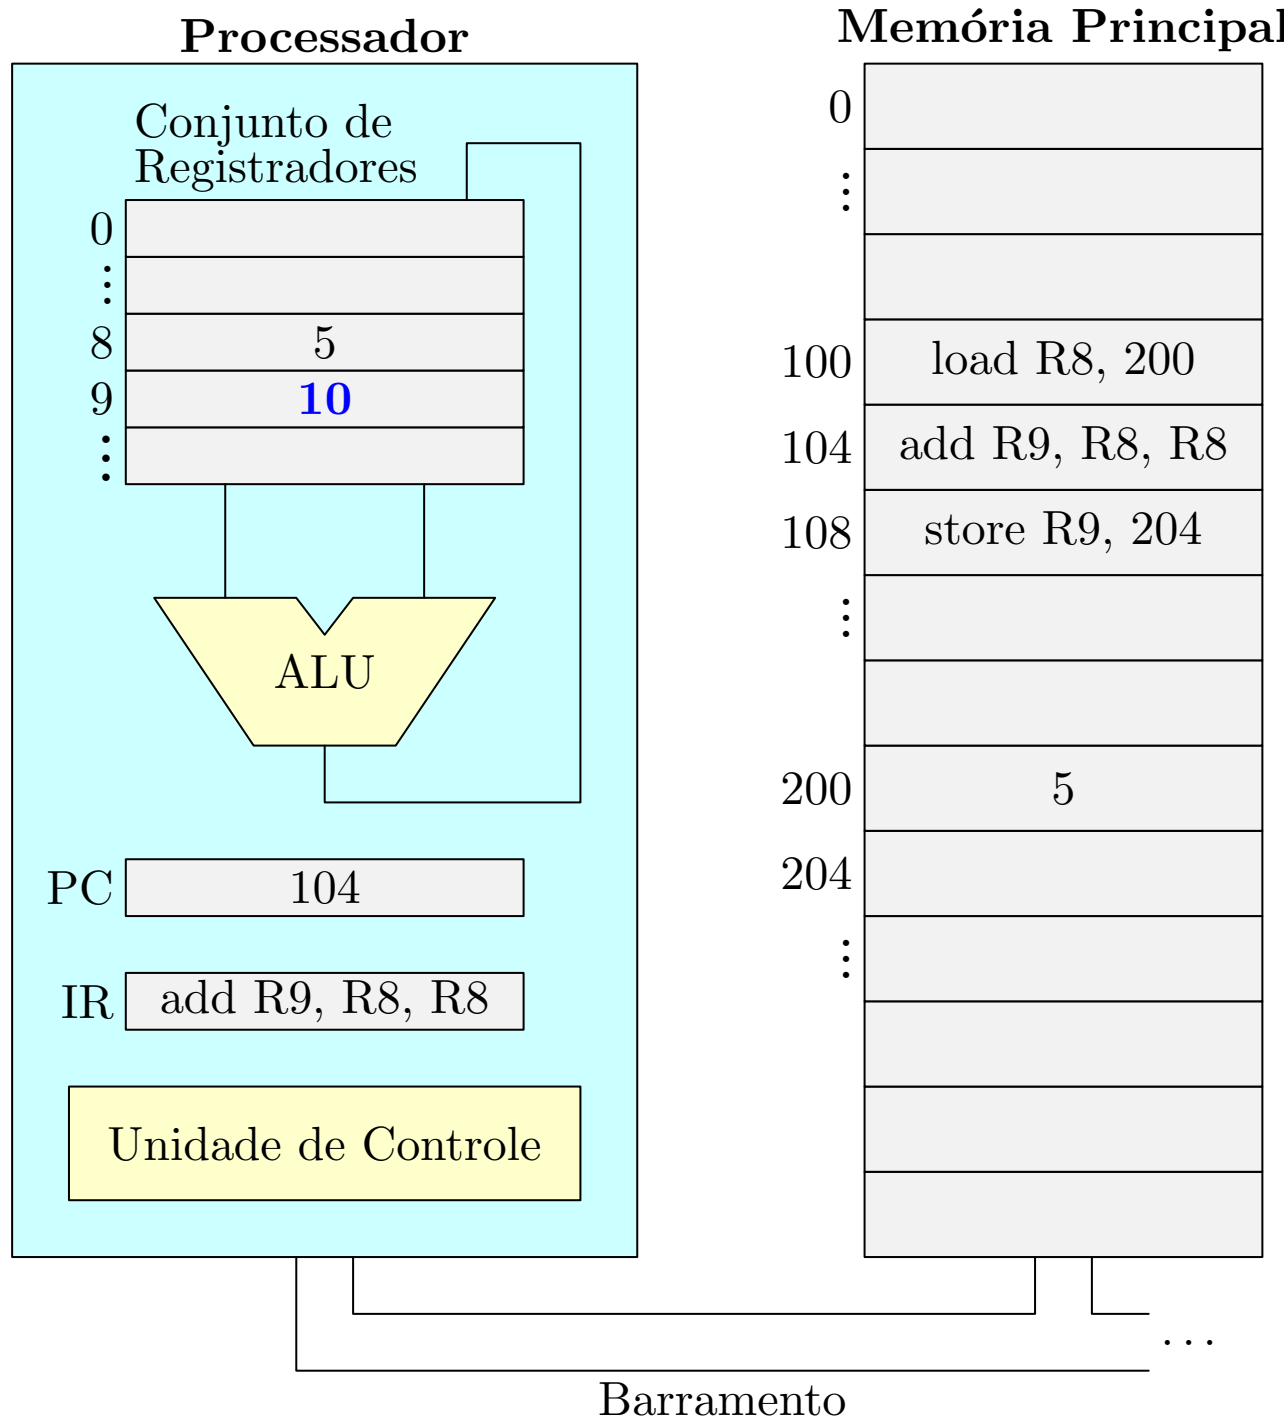 Processador
Conjunto de
Registradores
0
⋮
8 5
9 10
⋮
ALU
PC 104
IR add R9, R8, R8
Unidade de Controle
Memória Principal
0
⋮
100 load R8, 200
104 add R9, R8, R8
108 store R9, 204
⋮
200 5
204
⋮
...
Barramento